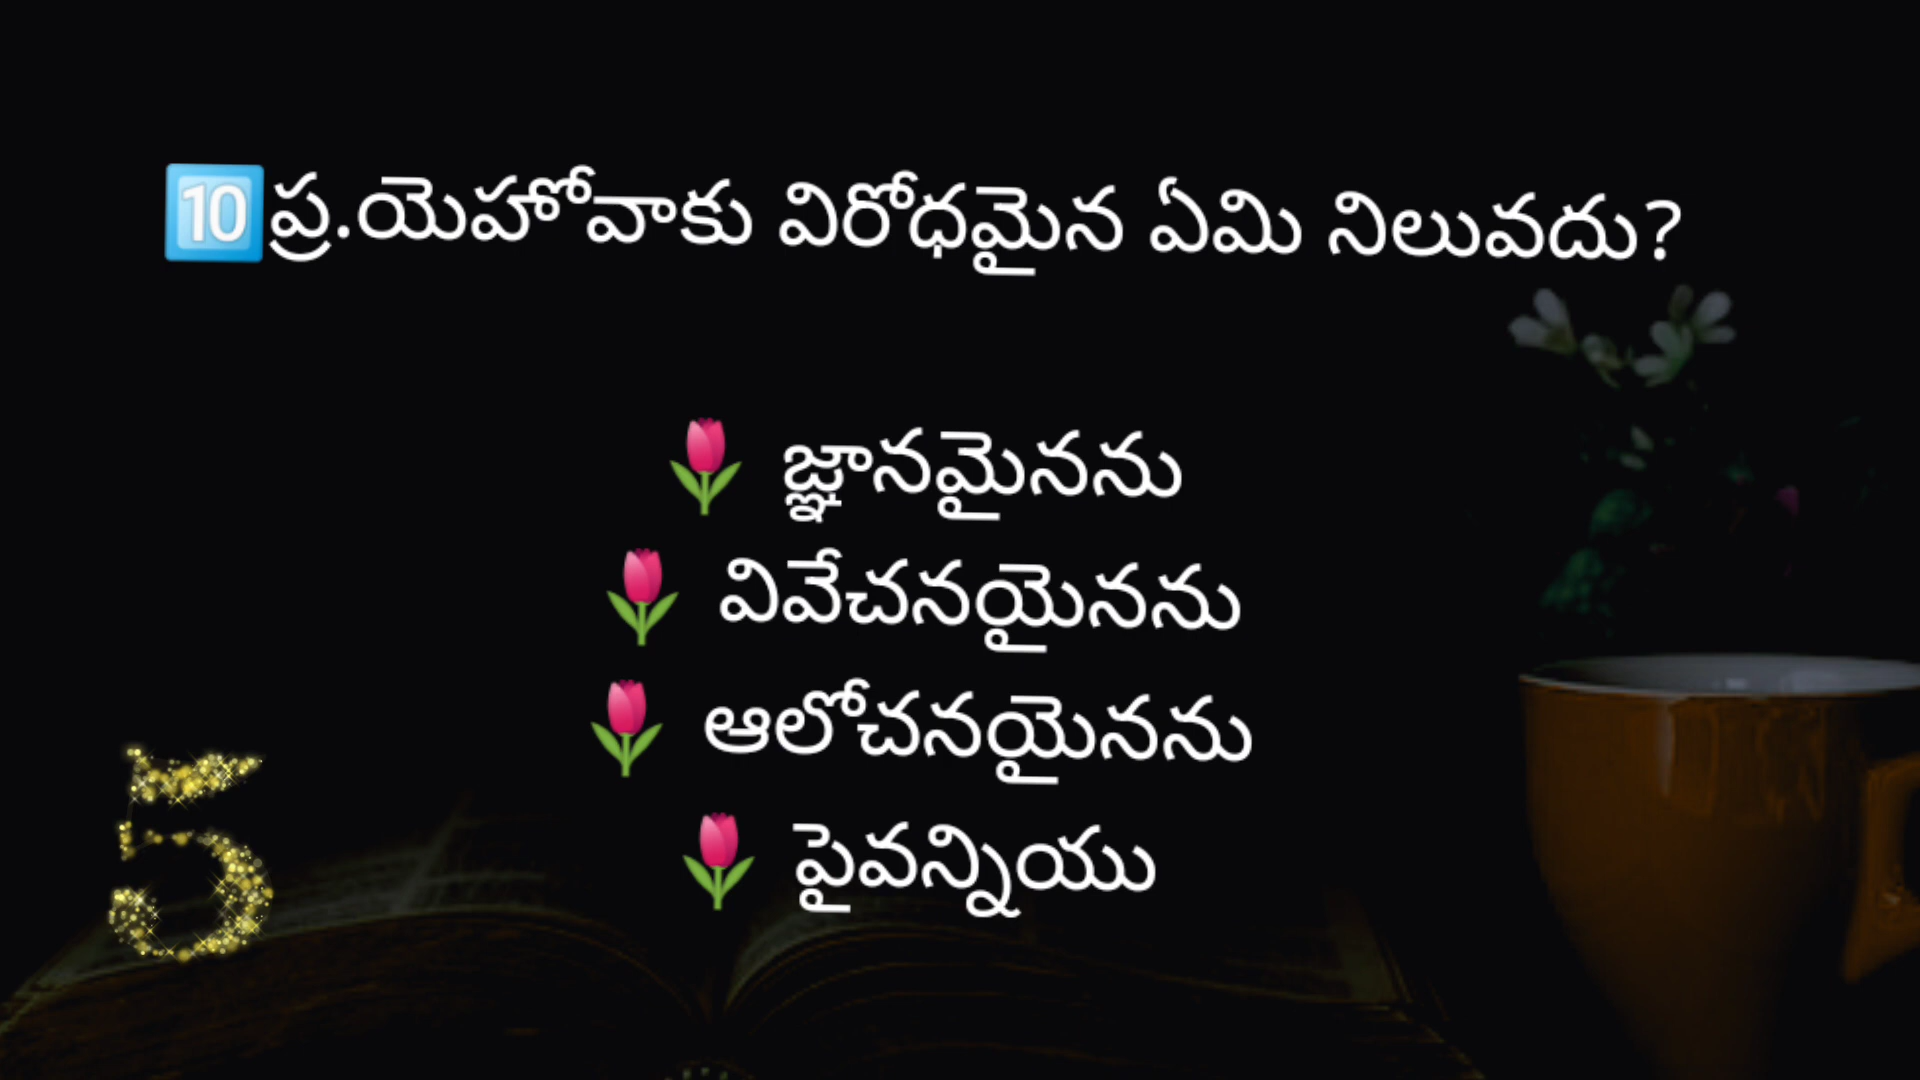 🔟ప్ర.యెహోవాకు విరోధమైన ఏమి నిలువదు?
🌷 జ్ఞానమైనను
🌷 వివేచనయైనను
🌷 ఆలోచనయైనను
🌷 పైవన్నియు
5